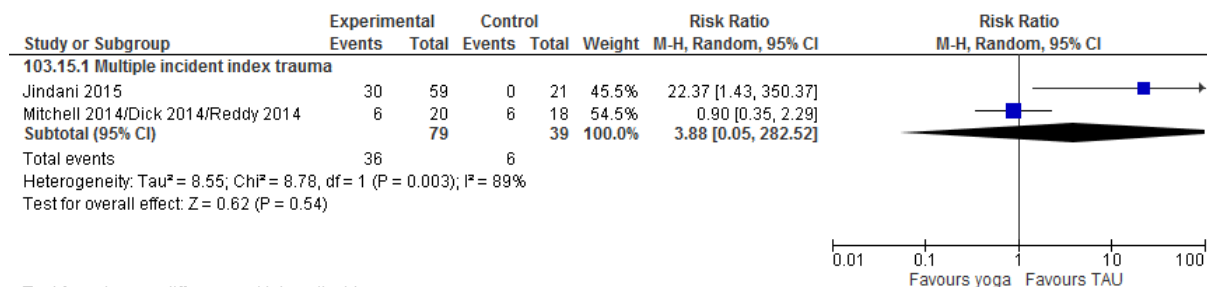 Experimental Control Risk Ratio Risk Ratio
Study or Subgroup Events Total Events Total Weight M-H, Random, 95% CI M-H, Random, 95% CI
103.15.1 Multiple incident index trauma
Jindani 2015 30 59 0 21 45.5% 22.37 [1.43, 350.37]
Mitchell 2014/Dick 2014/Reddy 2014 6 20 6 18 54.5% 0.90 [0.35, 2.29]
Subtotal (95% CI) 79 39 100.0% 3.88 [0.05, 282.52]
Total events 36 6
Heterogeneity: Tau² = 8.55; Chi² = 8.78, df = 1 (P = 0.003); I² = 89%
Test for overall effect: Z = 0.62 (P = 0.54)
0.01 0.1 1 10 100
Favours yoga Favours TAU